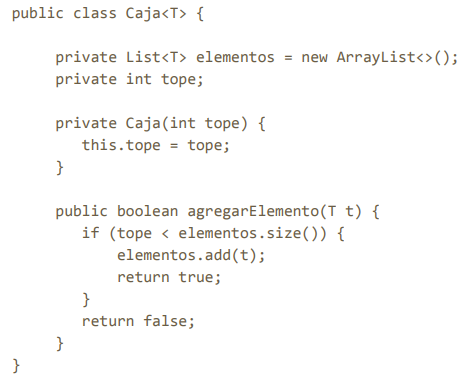 public class Caja<T> {
private List<T> elementos = new ArrayList<>();
private int tope;
private Caja(int tope) {
this.tope = tope;
}
public boolean agregarElemento(T t) {
if (tope < elementos.size()) {
elementos.add(t);
return true;
}
return false;
}
}